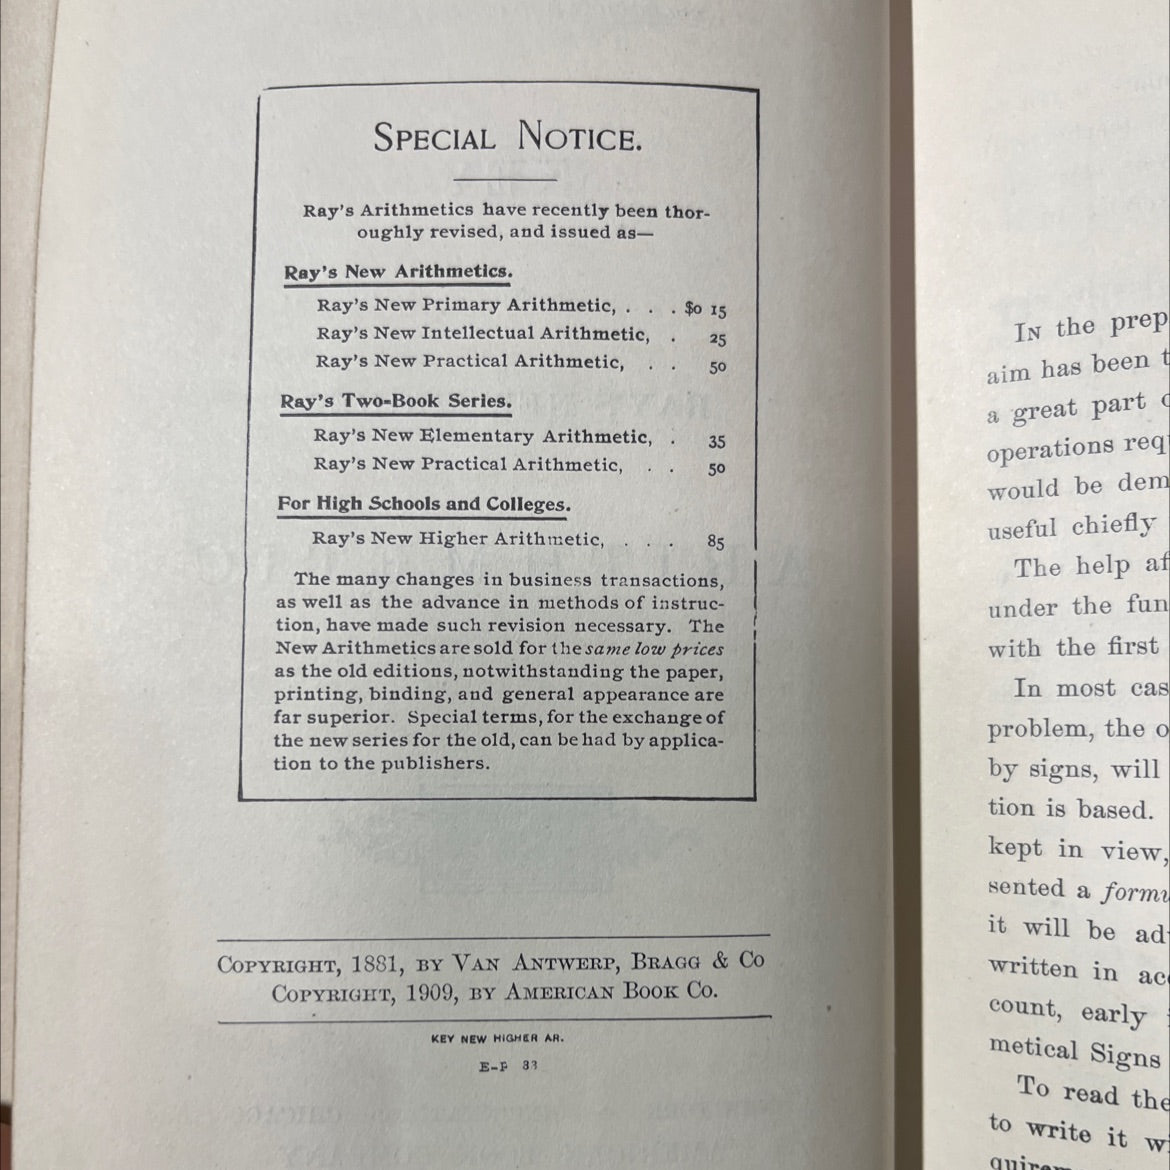 SPECIAL NOTICE.
Ray's Arithmetics have recently been thor-
oughly revised, and issued as—
Ray's New Arithmetics.
Ray's New Primary Arithmetic, . . . $0 15
Ray's New Intellectual Arithmetic, . 25
Ray's New Practical Arithmetic, . . 50
Ray's Two-Book Series.
Ray's New Elementary Arithmetic, . 35
Ray's New Practical Arithmetic, . . 50
For High Schools and Colleges.
Ray's New Higher Arithmetic, . . . 85
The many changes in business transactions,
as well as the advance in methods of instruc-
tion, have made such revision necessary. The
New Arithmetics are sold for the same low prices
as the old editions, notwithstanding the paper,
printing, binding, and general appearance are
far superior. Special terms, for the exchange of
the new series for the old, can be had by applica-
tion to the publishers.
COPYRIGHT, 1881, BY VAN ANTWERP, BRAGG & CO
COPYRIGHT, 1909, BY AMERICAN BOOK CO.
KEY NEW HIGHER AR.
E-P 33
IN the prep
aim has been t
a great part o
operations req
would be dem
useful chiefly
The help af
under the fun
with the first
In most cas
problem, the o
by signs, will
tion is based.
kept in view,
sented a formu
it will be ad
written in acc
count, early
metical Signs
To read the
to write it wi